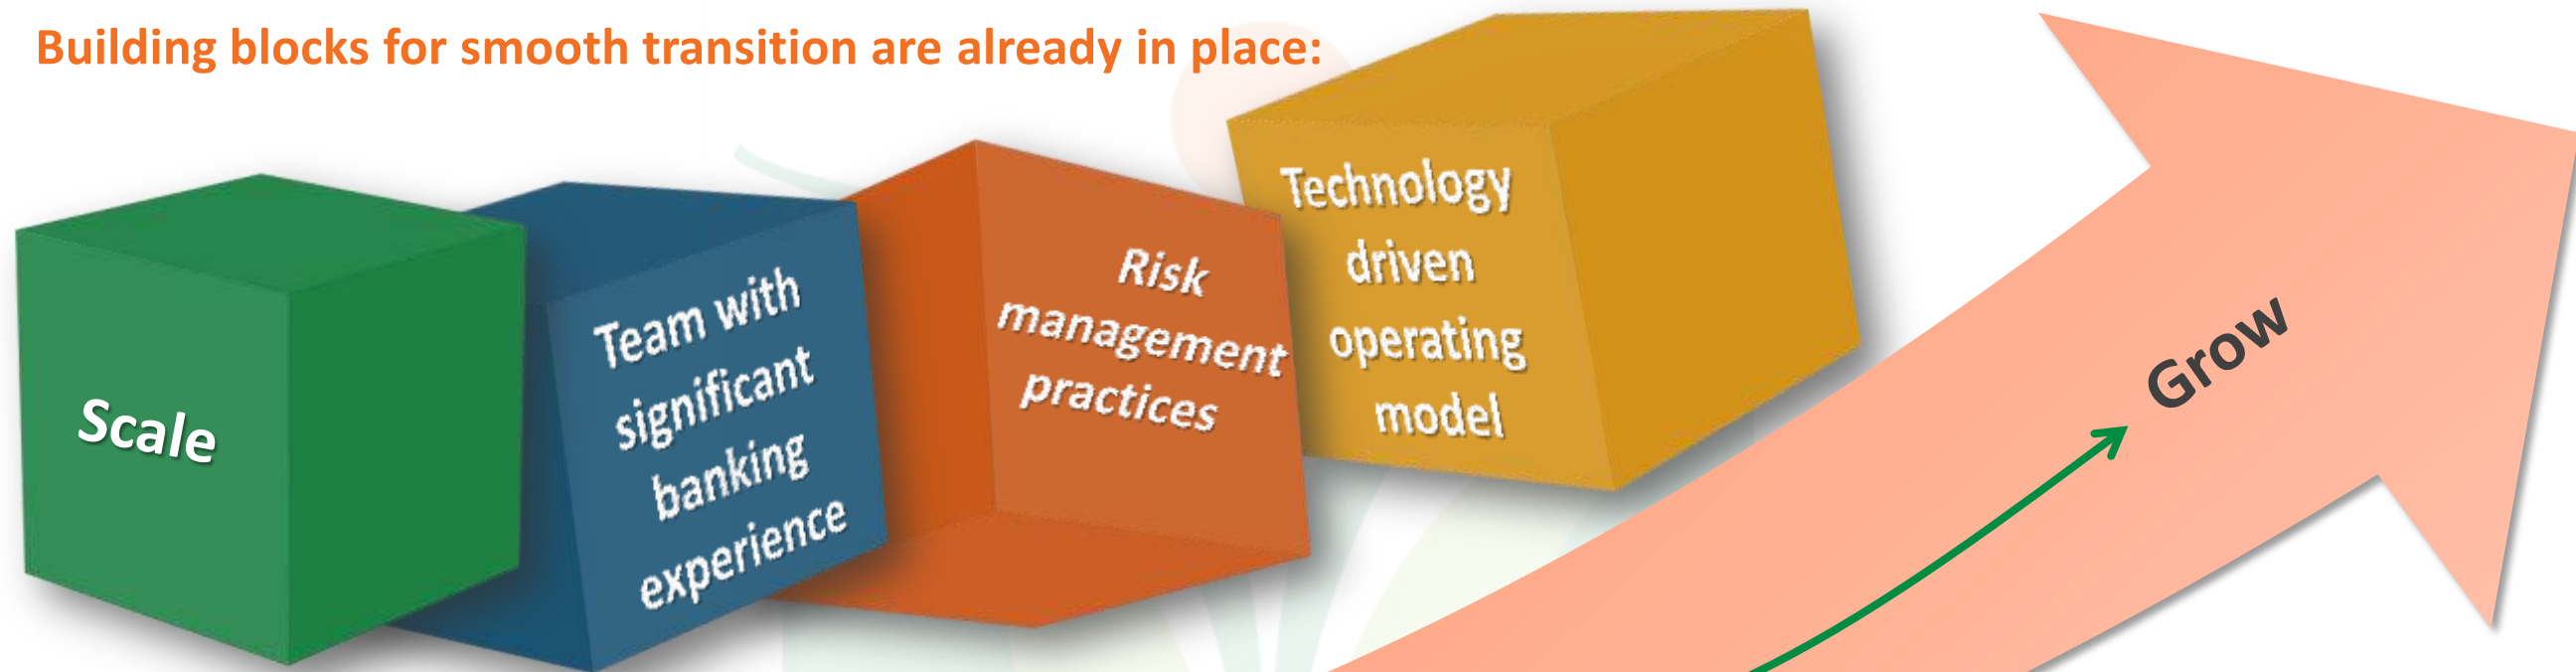 Building blocks for smooth transition are already in place:
Scale
Team with
significant
banking
experience
Risk
management
practices
Technology
driven
operating
model
Grow